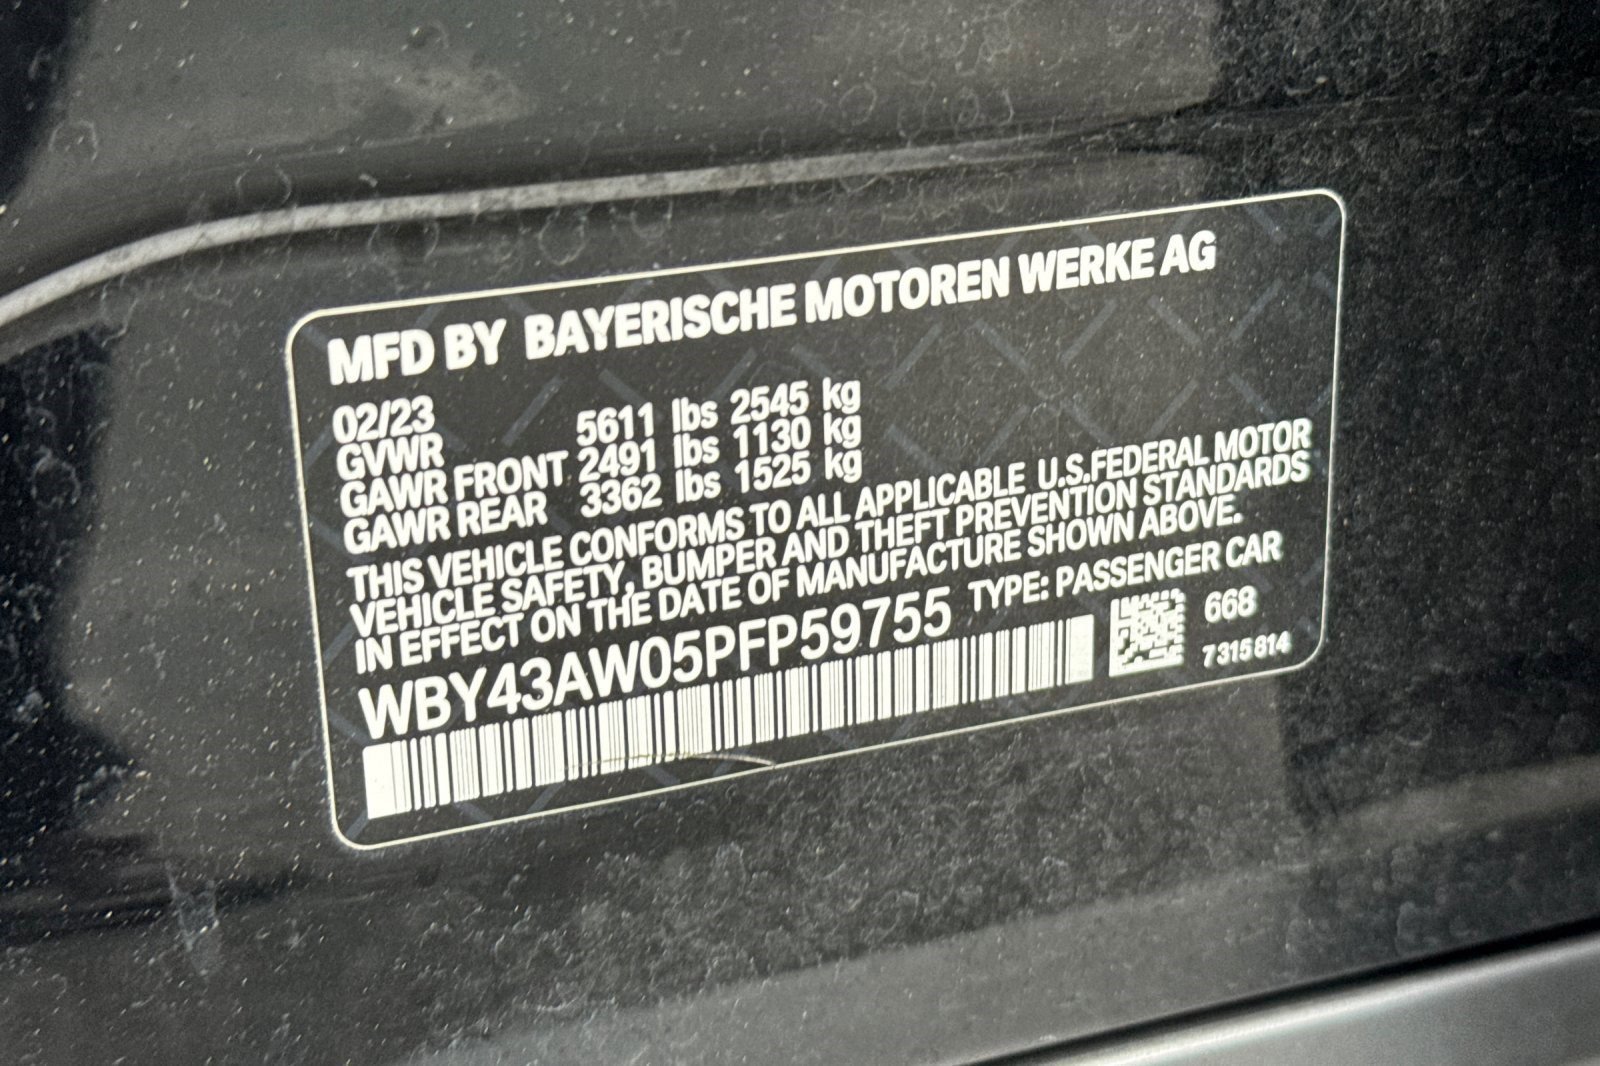 MFD BY BAYERISCHE MOTOREN WERKE AG
02/23
GVWR 5611 lbs 2545 kg
GAWR FRONT 2491 lbs 1130 kg
GAWR REAR 3362 lbs 1525 kg
THIS VEHICLE CONFORMS TO ALL APPLICABLE U.S.FEDERAL MOTOR
VEHICLE SAFETY, BUMPER AND THEFT PREVENTION STANDARDS
IN EFFECT ON THE DATE OF MANUFACTURE SHOWN ABOVE.
WBY43AW05PFP59755 TYPE: PASSENGER CAR
668
7315814